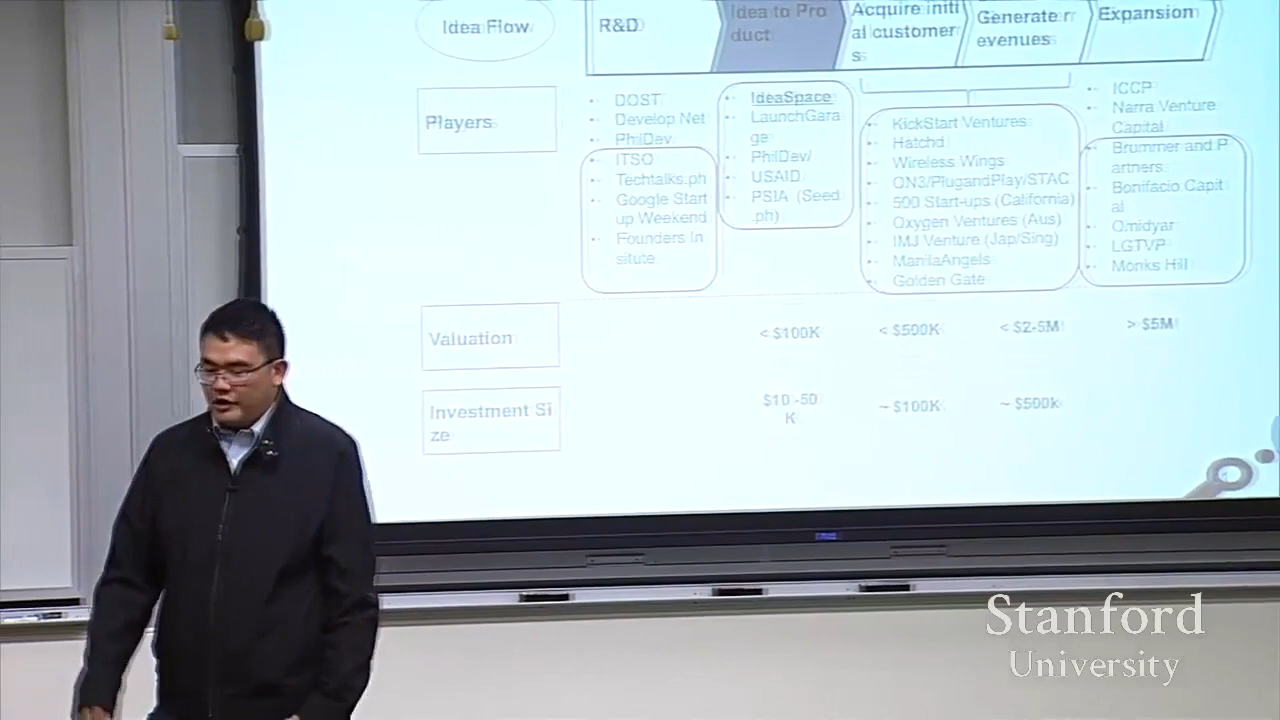 Idea Flow
R&D
Idea to Pro
duct
Acquire initi
al customer
s
Generate r
evenues
Expansion
Players
DOST
Develop Net
PhilDev
ITSO
Techtalks.ph
Google Start
up Weekend
Founders In
situte
IdeaSpace
LaunchGara
ge
PhilDev/
USAID
PSIA (Seed
.ph)
KickStart Ventures
Hatchd
Wireless Wings
ON3/PlugandPlay/STAC
500 Start-ups (California)
Oxygen Ventures (Aus)
IMJ Venture (Jap/Sing)
ManilaAngels
Golden Gate
ICCP
Narra Venture
Capital
Brummer and P
artners
Bonifacio Capit
al
Omidyar
LGTVP
Monks Hill
Valuation
< $100K
< $500K
< $2-5M
> $5M
Investment Si
ze
$10 -50
K
~ $100K
~ $500k
Stanford
University